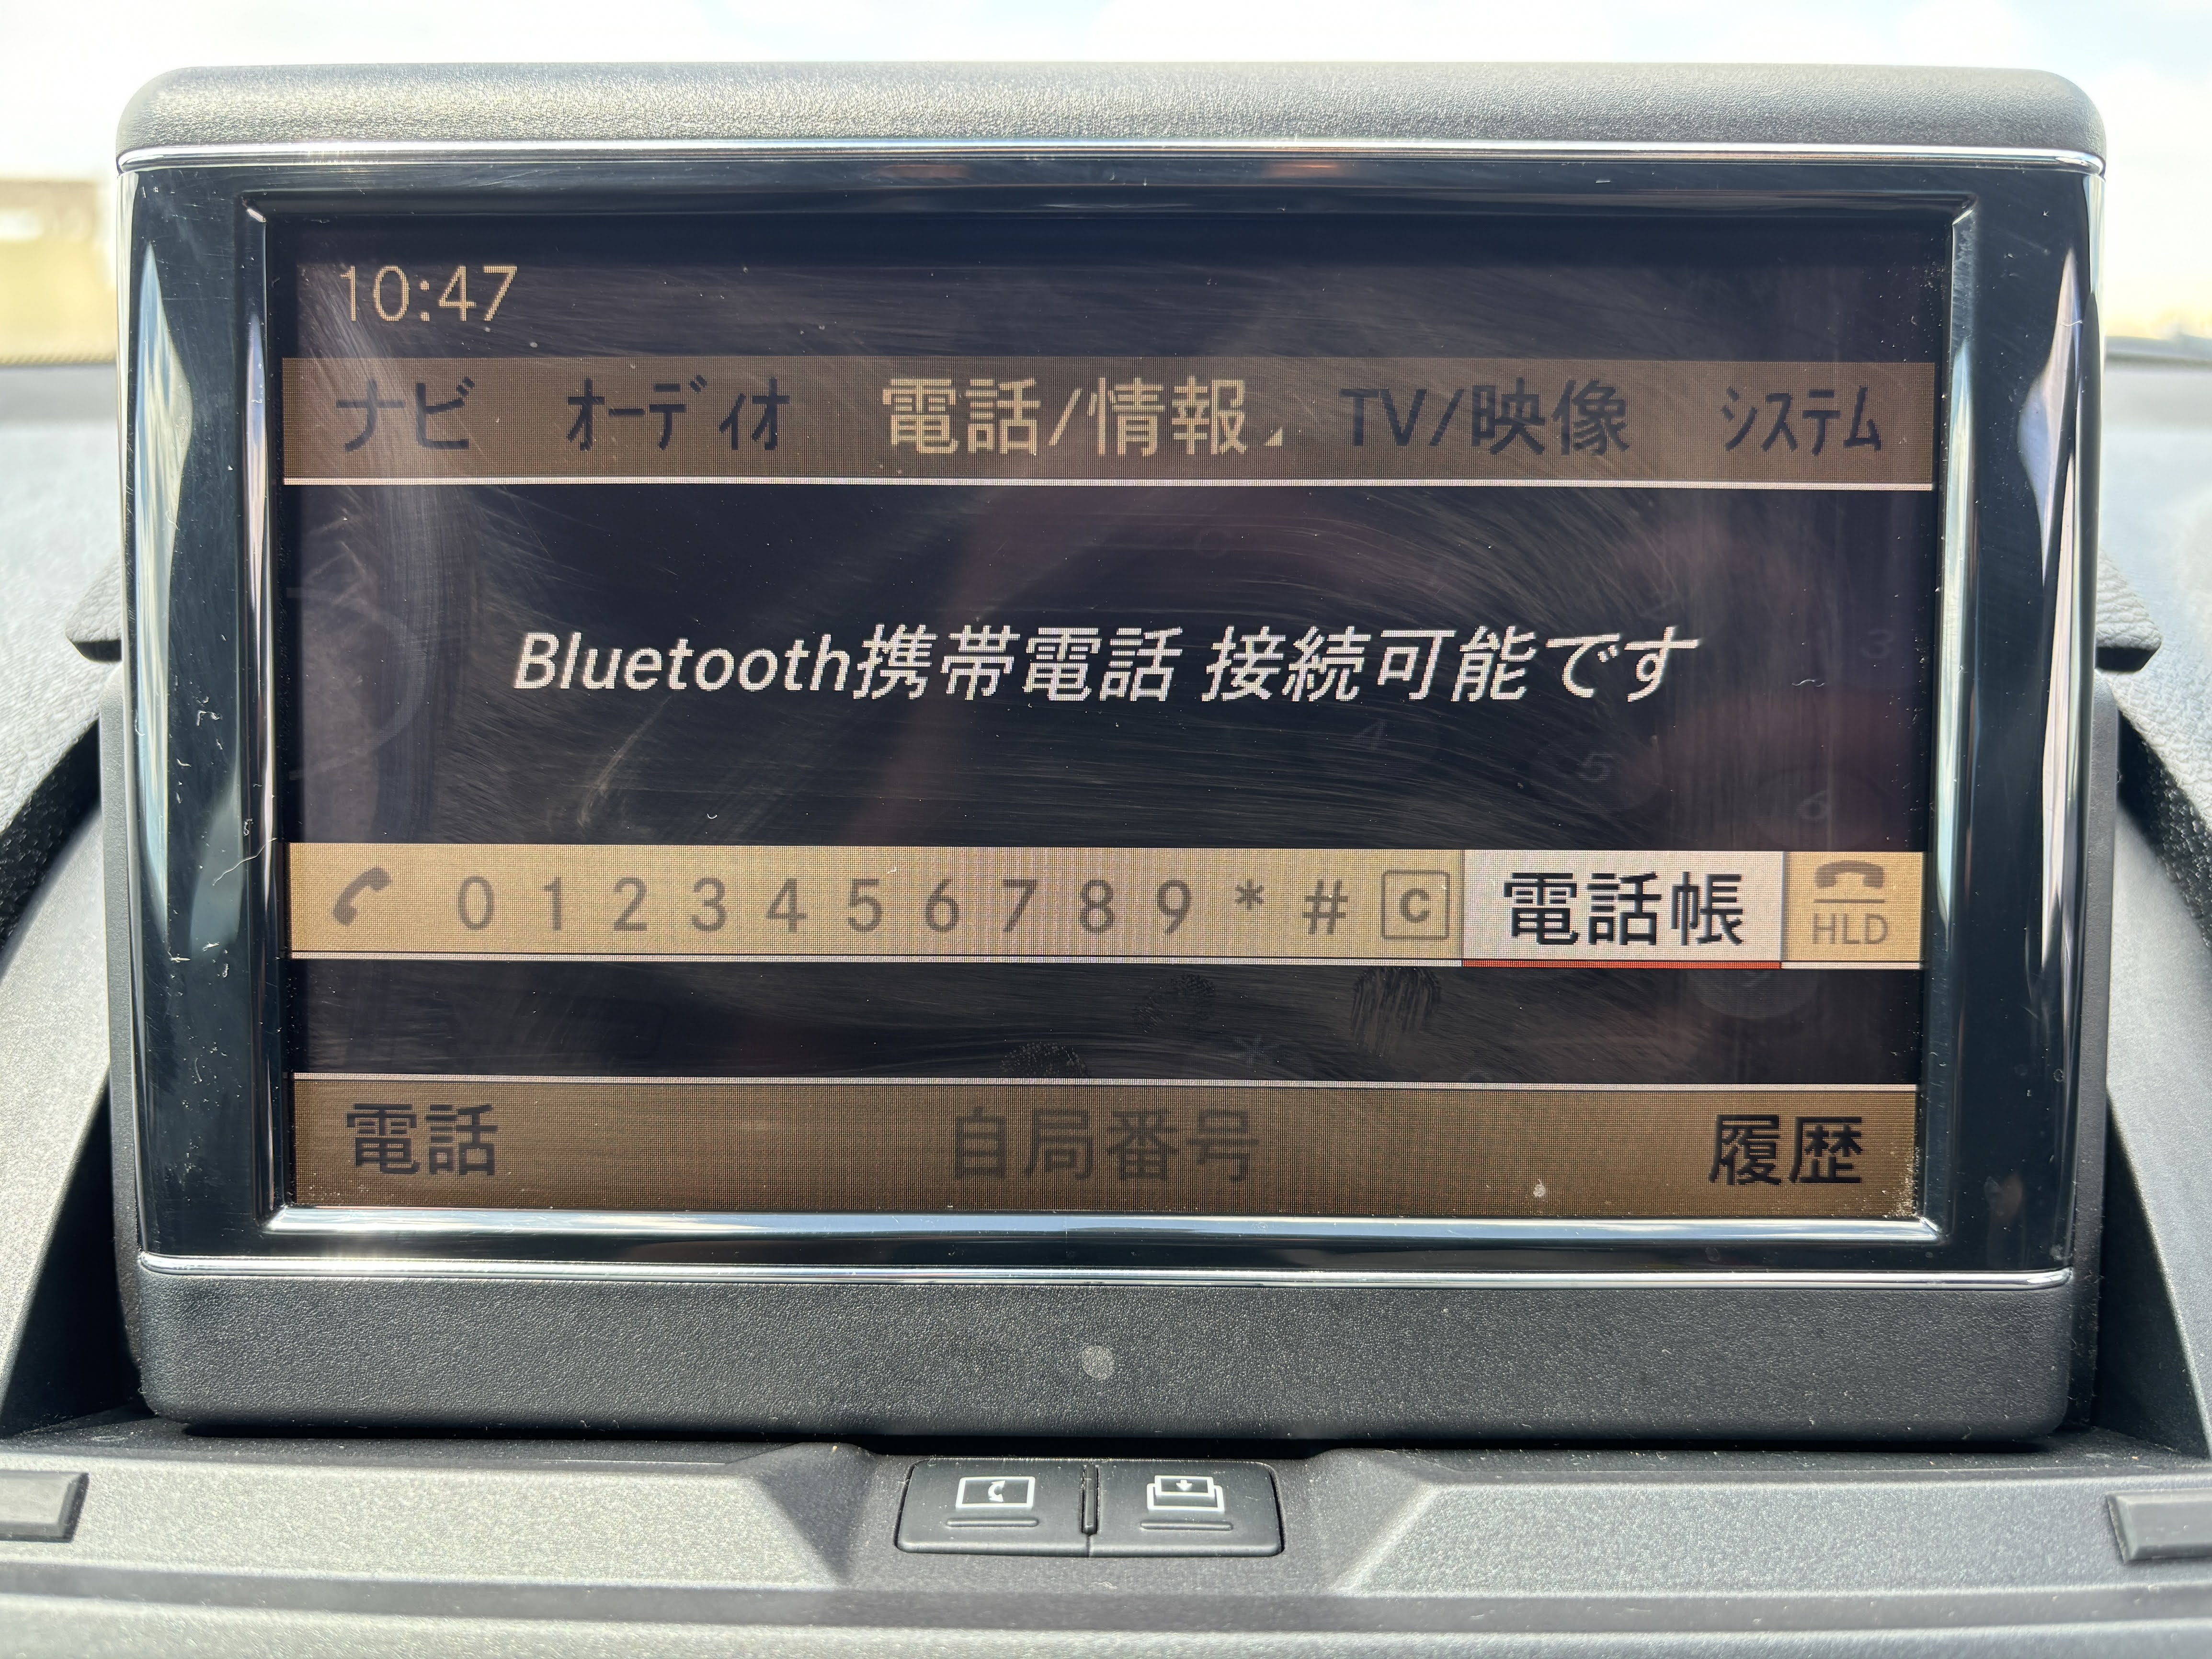 10:47
ナビ オーディオ 電話/情報 TV/映像 システム
Bluetooth携帯電話 接続可能です
0 1 2 3 4 5 6 7 8 9 * # c 電話帳 HLD
電話 自局番号 履歴